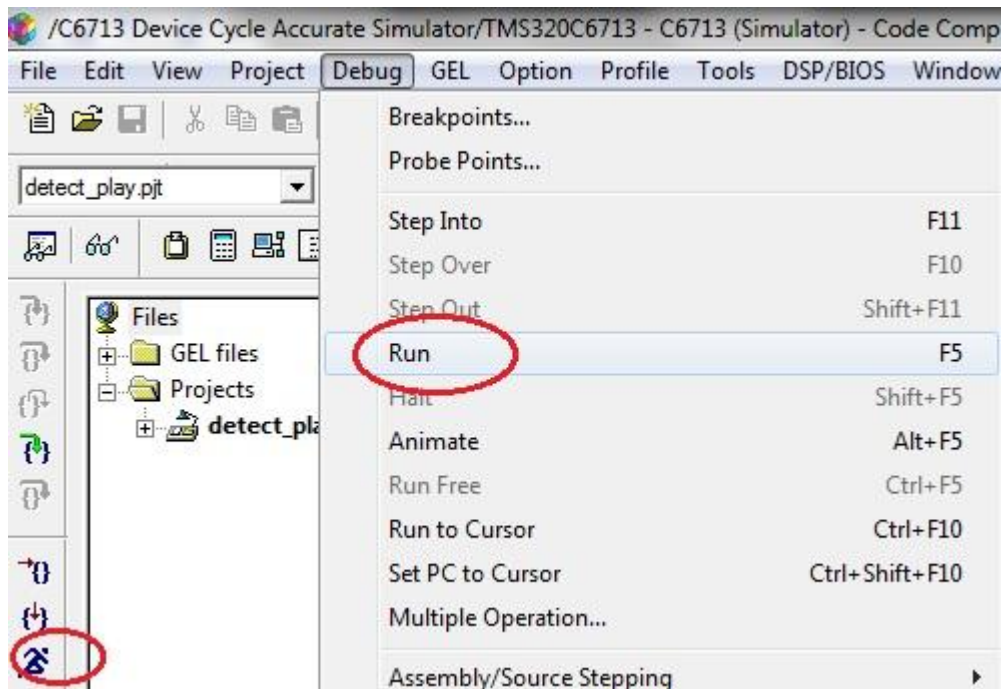 /C6713 Device Cycle Accurate Simulator/TMS320C6713 - C6713 (Simulator) - Code Comp
File Edit View Project Debug GEL Option Profile Tools DSP/BIOS Window
detect_play.pjt
Files
GEL files
Projects
detect_pla
Breakpoints...
Probe Points...
Step Into F11
Step Over F10
Step Out Shift+F11
Run F5
Halt Shift+F5
Animate Alt+F5
Run Free Ctrl+F5
Run to Cursor Ctrl+F10
Set PC to Cursor Ctrl+Shift+F10
Multiple Operation...
Assembly/Source Stepping